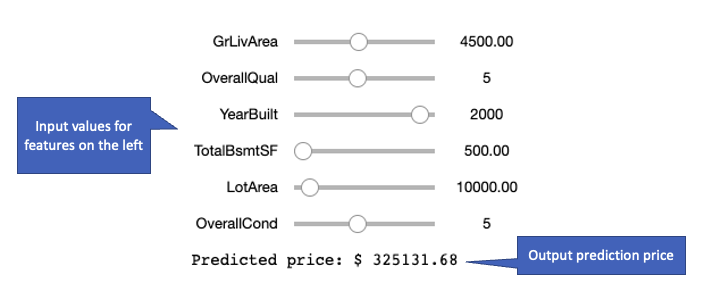 GrLivArea 4500.00
OverallQual 5
YearBuilt 2000
Input values for
features on the left
TotalBsmtSF 500.00
LotArea 10000.00
OverallCond 5
Predicted price: $ 325131.68
Output prediction price